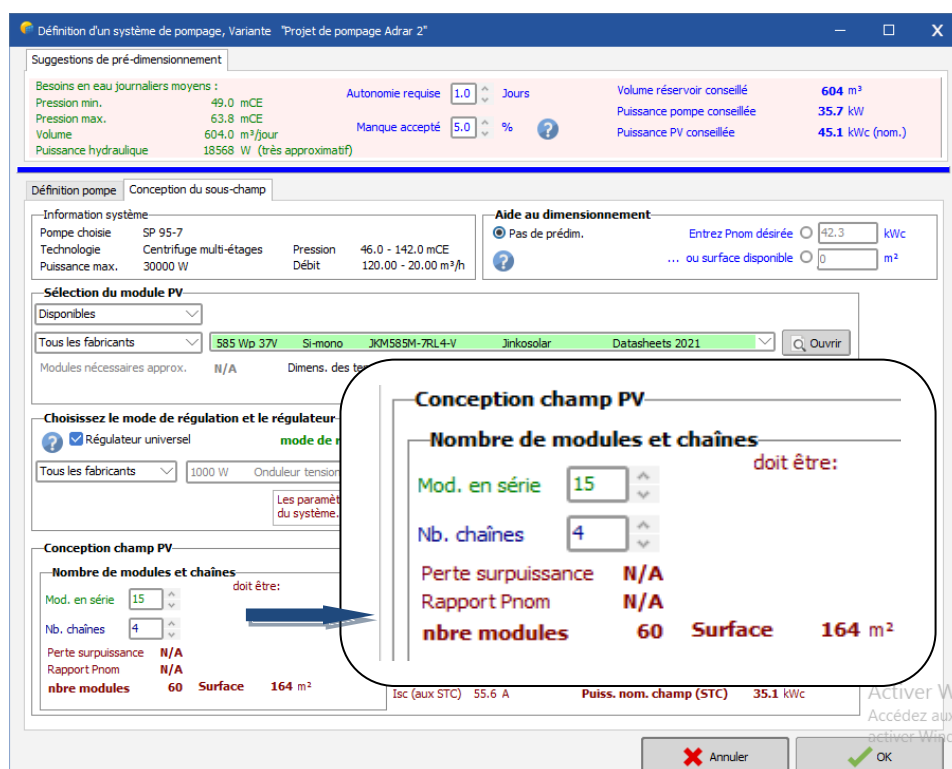 Définition d'un système de pompage, Variante "Projet de pompage Adrar 2"
Suggestions de pré-dimensionnement
Besoins en eau journaliers moyens :
Pression min. 49.0 mCE
Pression max. 63.8 mCE
Volume 604.0 m³/jour
Puissance hydraulique 18568 W (très approximatif)
Autonomie requise 1.0 Jours
Manque accepté 5.0 %
Volume réservoir conseillé 604 m³
Puissance pompe conseillée 35.7 kW
Puissance PV conseillée 45.1 kWc (nom.)
Définition pompe Conception du sous-champ
Information système
Pompe choisie SP 95-7
Technologie Centrifuge multi-étages Pression 46.0 - 142.0 mCE
Puissance max. 30000 W Débit 120.00 - 20.00 m³/h
Aide au dimensionnement
Pas de prédim. Entrez Pnom désirée 42.3 kWc
... ou surface disponible 0 m²
Sélection du module PV
Disponibles
Tous les fabricants 585 Wp 37V Si-mono JKM585M-7RL4-V Jinkosolar Datasheets 2021 Ouvrir
Modules nécessaires approx. N/A Dimens. des
Choisissez le mode de régulation et le régulateur
Régulateur universel mode de
Tous les fabricants 1000 W Onduleur tension
Les
du système.
Conception champ PV
Nombre de modules et chaînes
doit être:
Mod. en série 15
Nb. chaînes 4
Perte surpuissance N/A
Rapport Pnom N/A
nbre modules 60 Surface 164 m²
Conception champ PV
Nombre de modules et chaînes
doit être:
Mod. en série 15
Nb. chaînes 4
Perte surpuissance N/A
Rapport Pnom N/A
nbre modules 60 Surface 164 m²
Isc (aux STC) 55.6 A Puiss. nom. champ (STC) 35.1 kWc
Activer W
Accédez aux
activer
Annuler OK